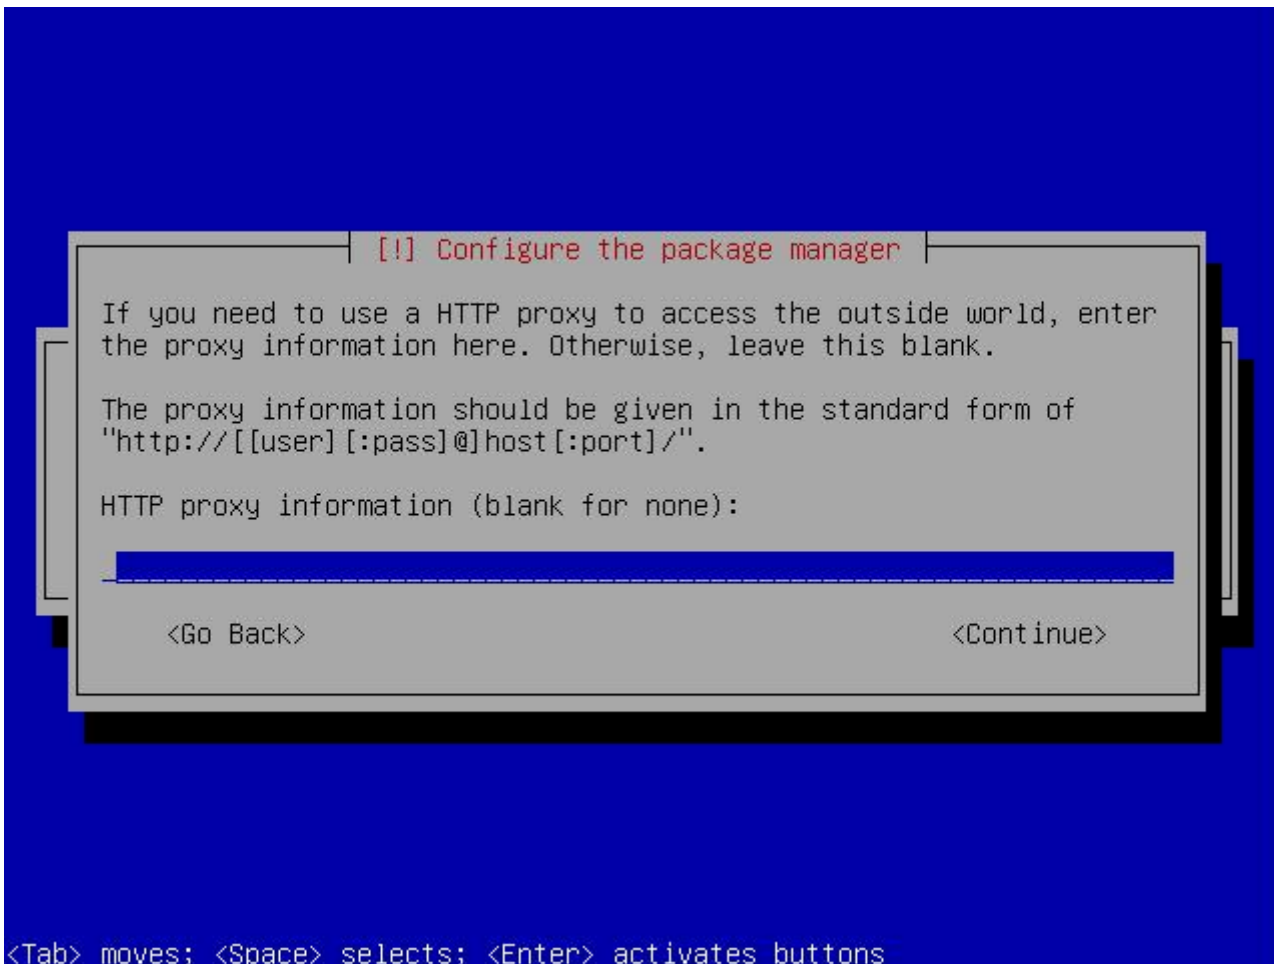 [!] Configure the package manager
If you need to use a HTTP proxy to access the outside world, enter
the proxy information here. Otherwise, leave this blank.
The proxy information should be given in the standard form of
"http://[[user][:pass]@]host[:port]/".
HTTP proxy information (blank for none):
<Go Back> <Continue>
<Tab> moves; <Space> selects; <Enter> activates buttons